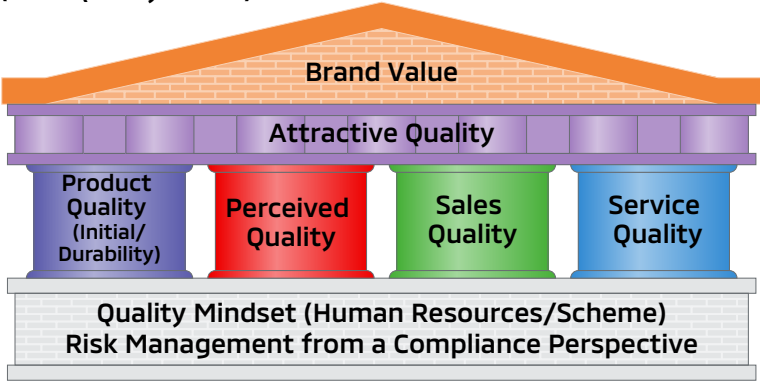 Brand Value
Attractive Quality
Product
Quality
(Initial/
Durability)
Perceived
Quality
Sales
Quality
Service
Quality
Quality Mindset (Human Resources/Scheme)
Risk Management from a Compliance Perspective